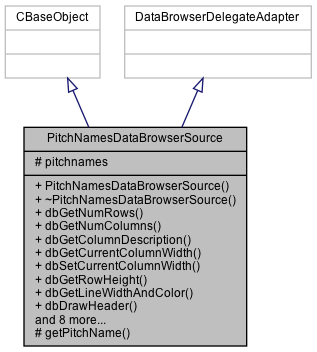 CBaseObject
DataBrowserDelegateAdapter
PitchNamesDataBrowserSource
# pitchnames
+ PitchNamesDataBrowserSource()
+ ~PitchNamesDataBrowserSource()
+ dbGetNumRows()
+ dbGetNumColumns()
+ dbGetColumnDescription()
+ dbGetCurrentColumnWidth()
+ dbSetCurrentColumnWidth()
+ dbGetRowHeight()
+ dbGetLineWidthAndColor()
+ dbDrawHeader()
and 8 more...
# getPitchName()